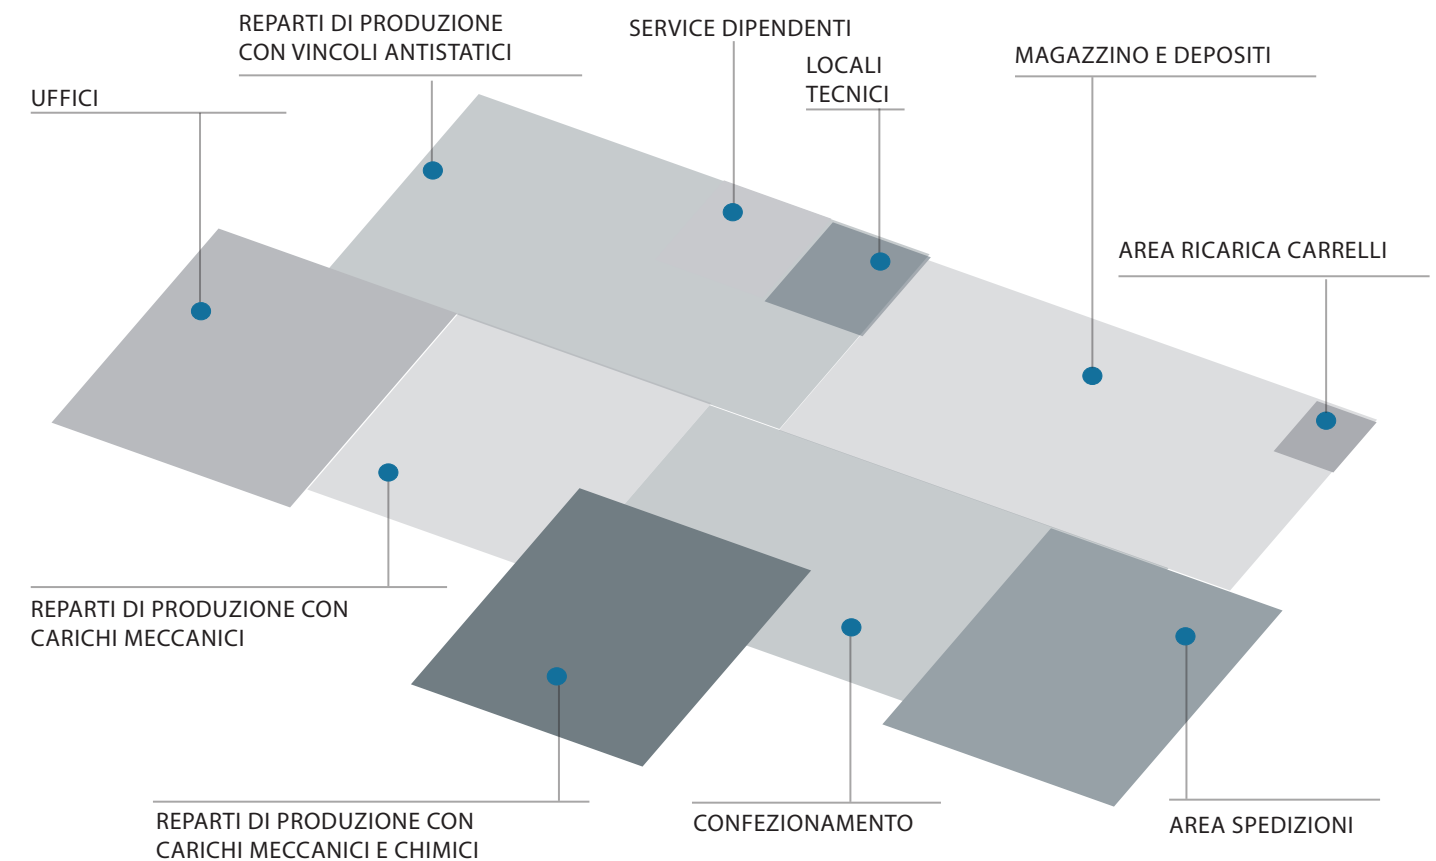 REPARTI DI PRODUZIONE
CON VINCOLI ANTISTATICI
SERVICE DIPENDENTI
LOCALI
TECNICI
MAGAZZINO E DEPOSITI
UFFICI
AREA RICARICA CARRELLI
REPARTI DI PRODUZIONE CON
CARICHI MECCANICI
REPARTI DI PRODUZIONE CON
CARICHI MECCANICI E CHIMICI
CONFEZIONAMENTO
AREA SPEDIZIONI